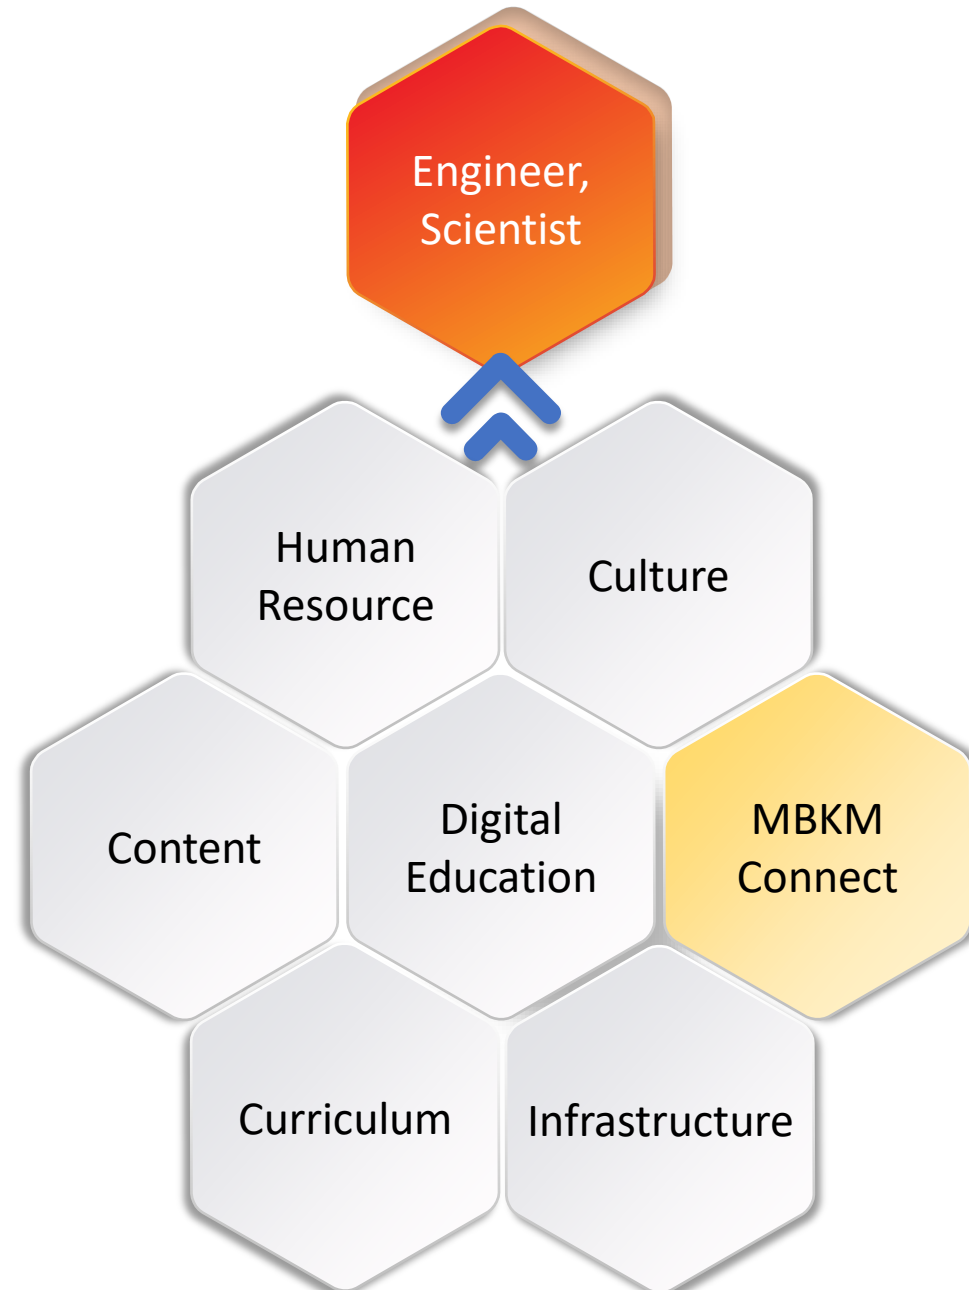 Engineer,
Scientist
Human
Resource
Culture
Content
Digital
Education
MBKM
Connect
Curriculum
Infrastructure